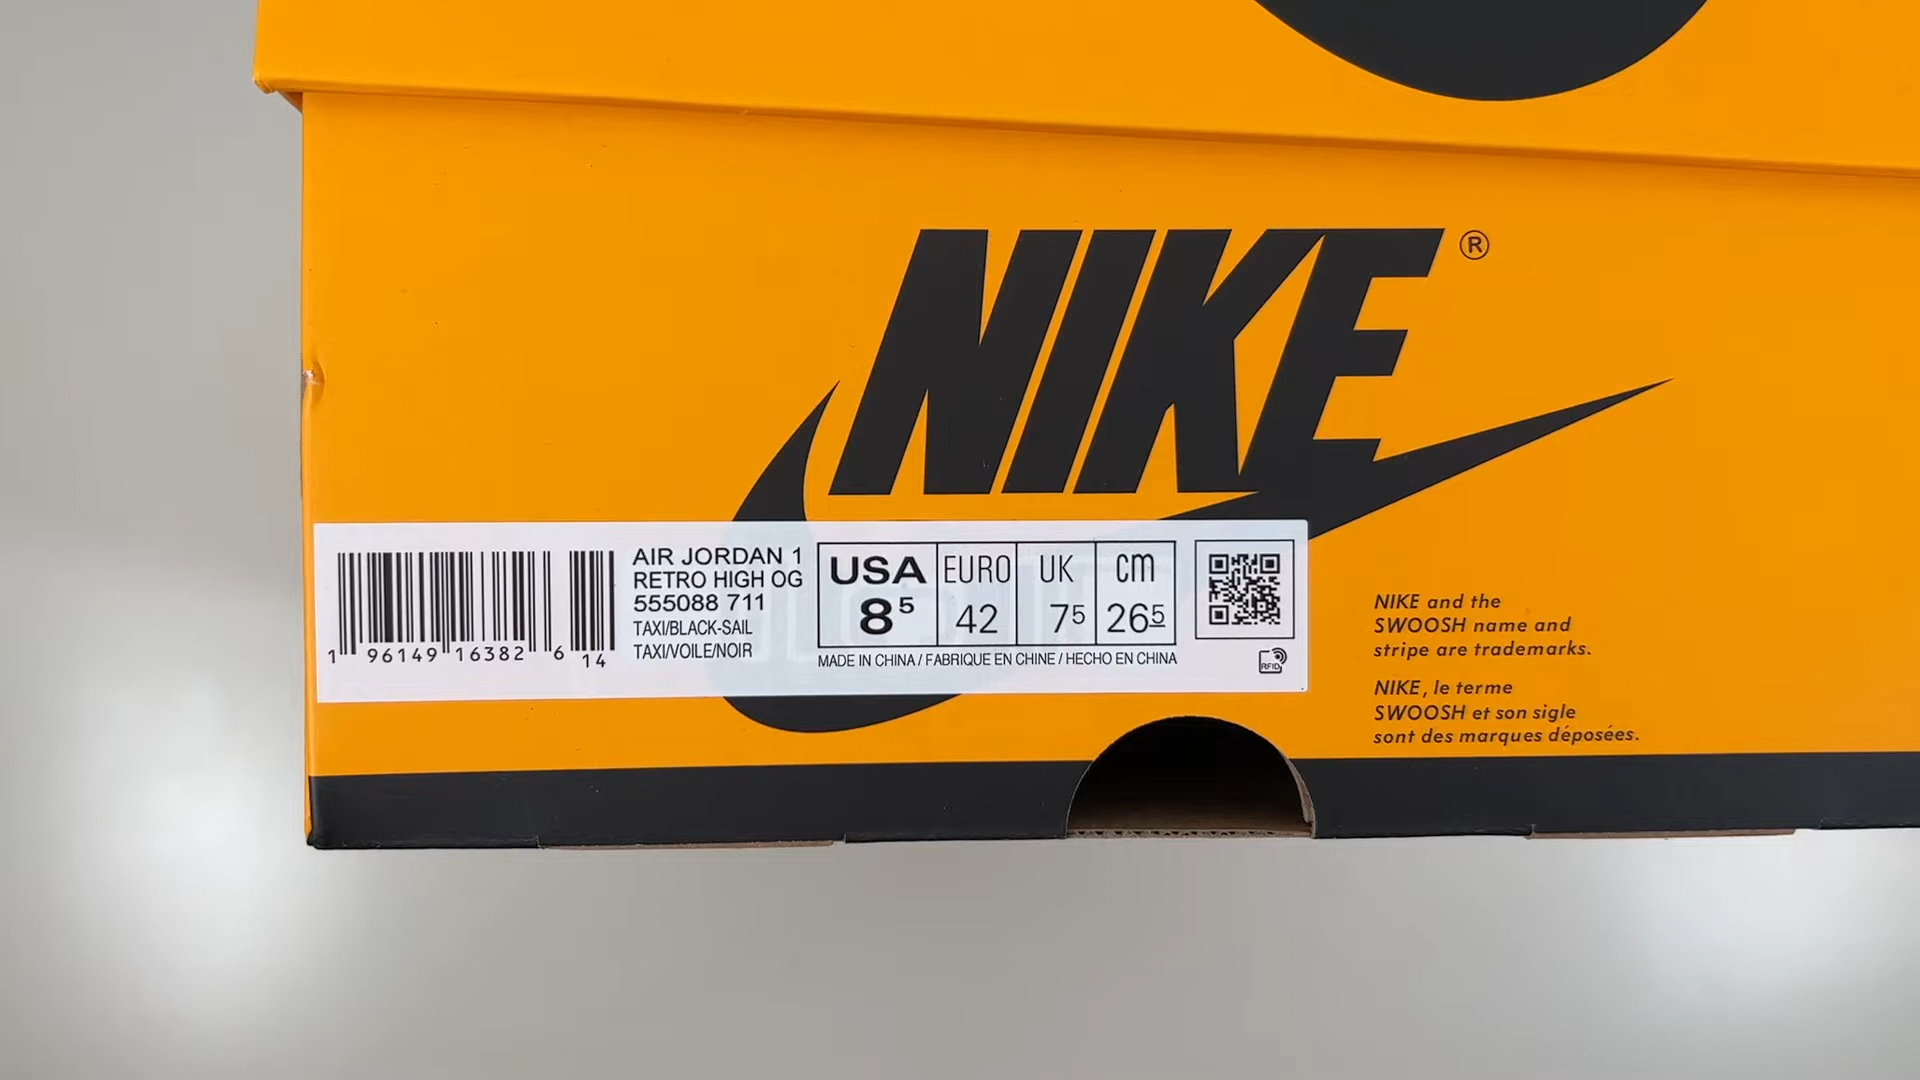 NIKE®
AIR JORDAN 1
RETRO HIGH OG
555088 711
TAXI/BLACK-SAIL
TAXI/VOILE/NOIR
1 96149 16382 6 14
USA EURO UK cm
8⁵ 42 7⁵ 26⁵
MADE IN CHINA / FABRIQUE EN CHINE / HECHO EN CHINA
RFID
NIKE and the
SWOOSH name and
stripe are trademarks.
NIKE, le terme
SWOOSH et son sigle
sont des marques déposées.